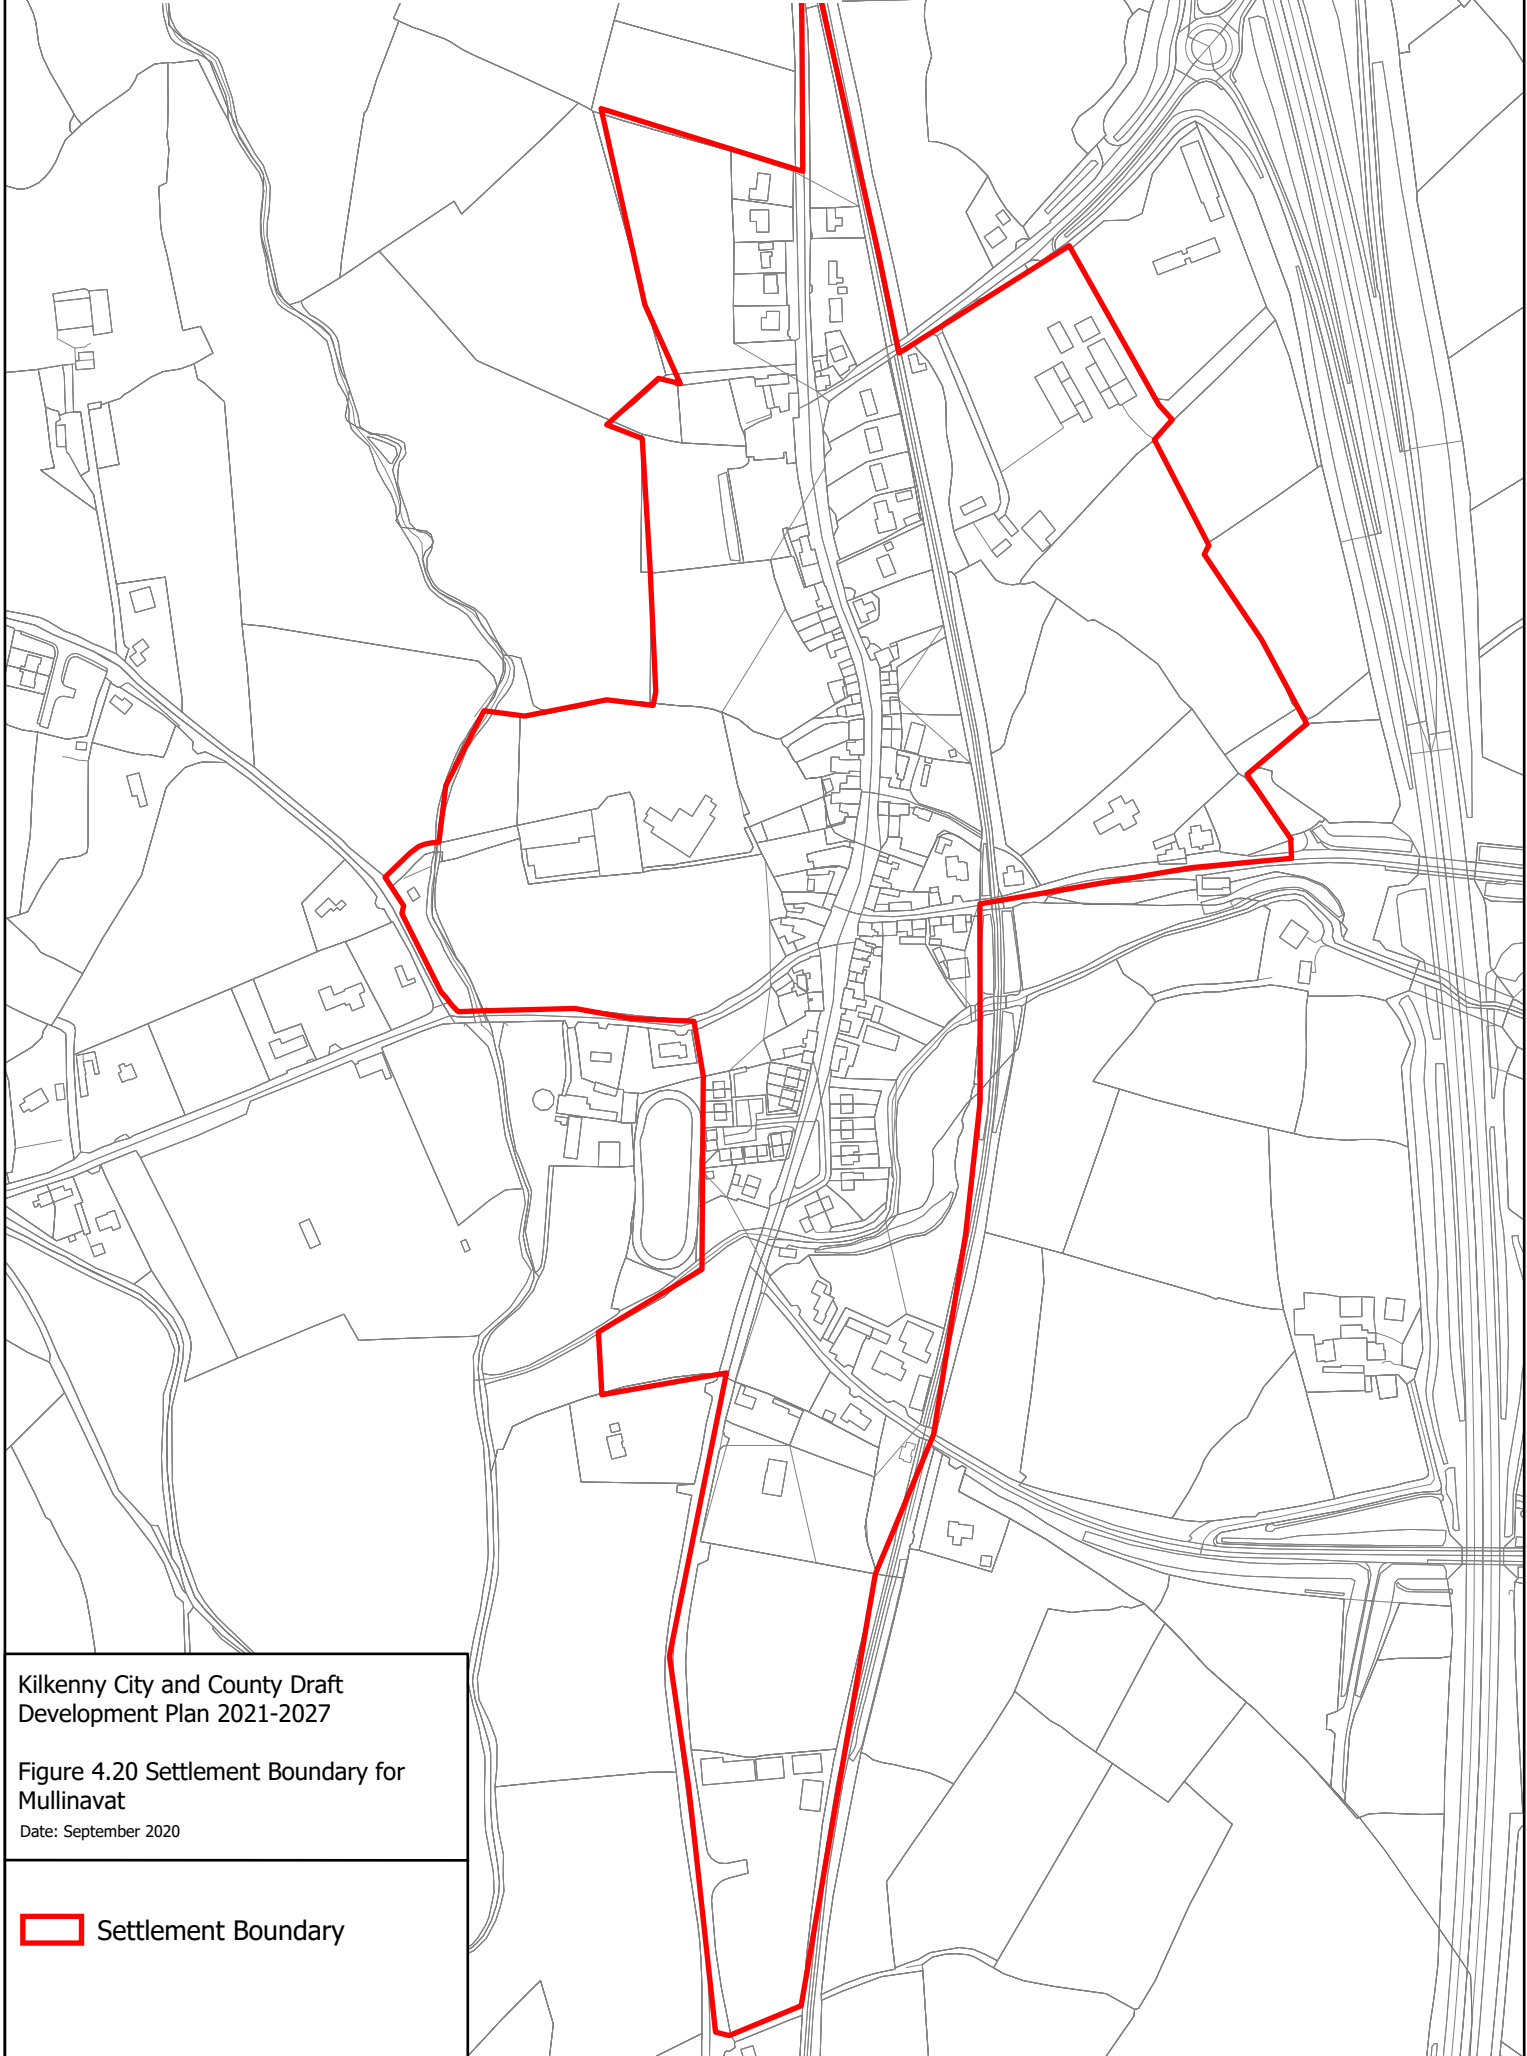 Kilkenny City and County Draft
Development Plan 2021-2027
Figure 4.20 Settlement Boundary for
Mullinavat
Date: September 2020
Settlement Boundary